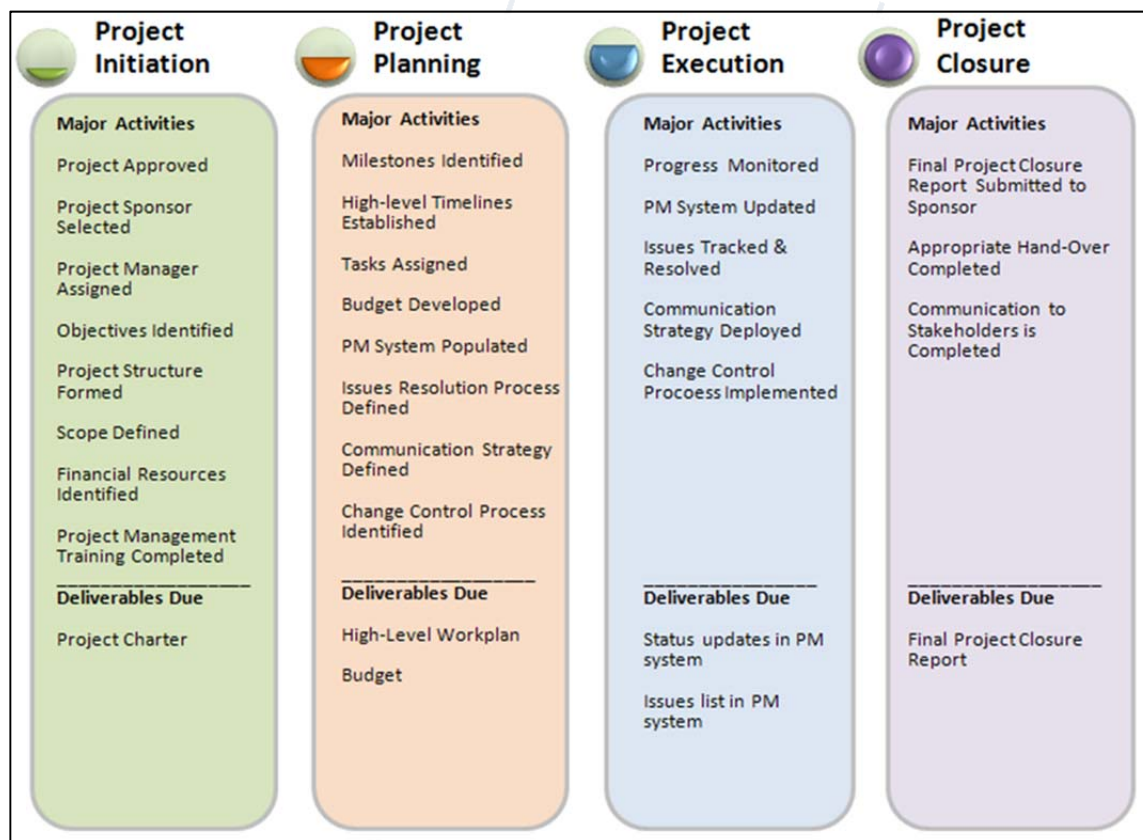 Project
Initiation
Major Activities
Project Approved
Project Sponsor
Selected
Project Manager
Assigned
Objectives Identified
Project Structure
Formed
Scope Defined
Financial Resources
Identified
Project Management
Training Completed
Deliverables Due
Project Charter
Project
Planning
Major Activities
Milestones Identified
High-level Timelines
Established
Tasks Assigned
Budget Developed
PM System Populated
Issues Resolution Process
Defined
Communication Strategy
Defined
Change Control Process
Identified
Deliverables Due
High-Level Workplan
Budget
Project
Execution
Major Activities
Progress Monitored
PM System Updated
Issues Tracked &
Resolved
Communication
Strategy Deployed
Change Control
Procoess Implemented
Deliverables Due
Status updates in PM
system
Issues list in PM
system
Project
Closure
Major Activities
Final Project Closure
Report Submitted to
Sponsor
Appropriate Hand-Over
Completed
Communication to
Stakeholders is
Completed
Deliverables Due
Final Project Closure
Report